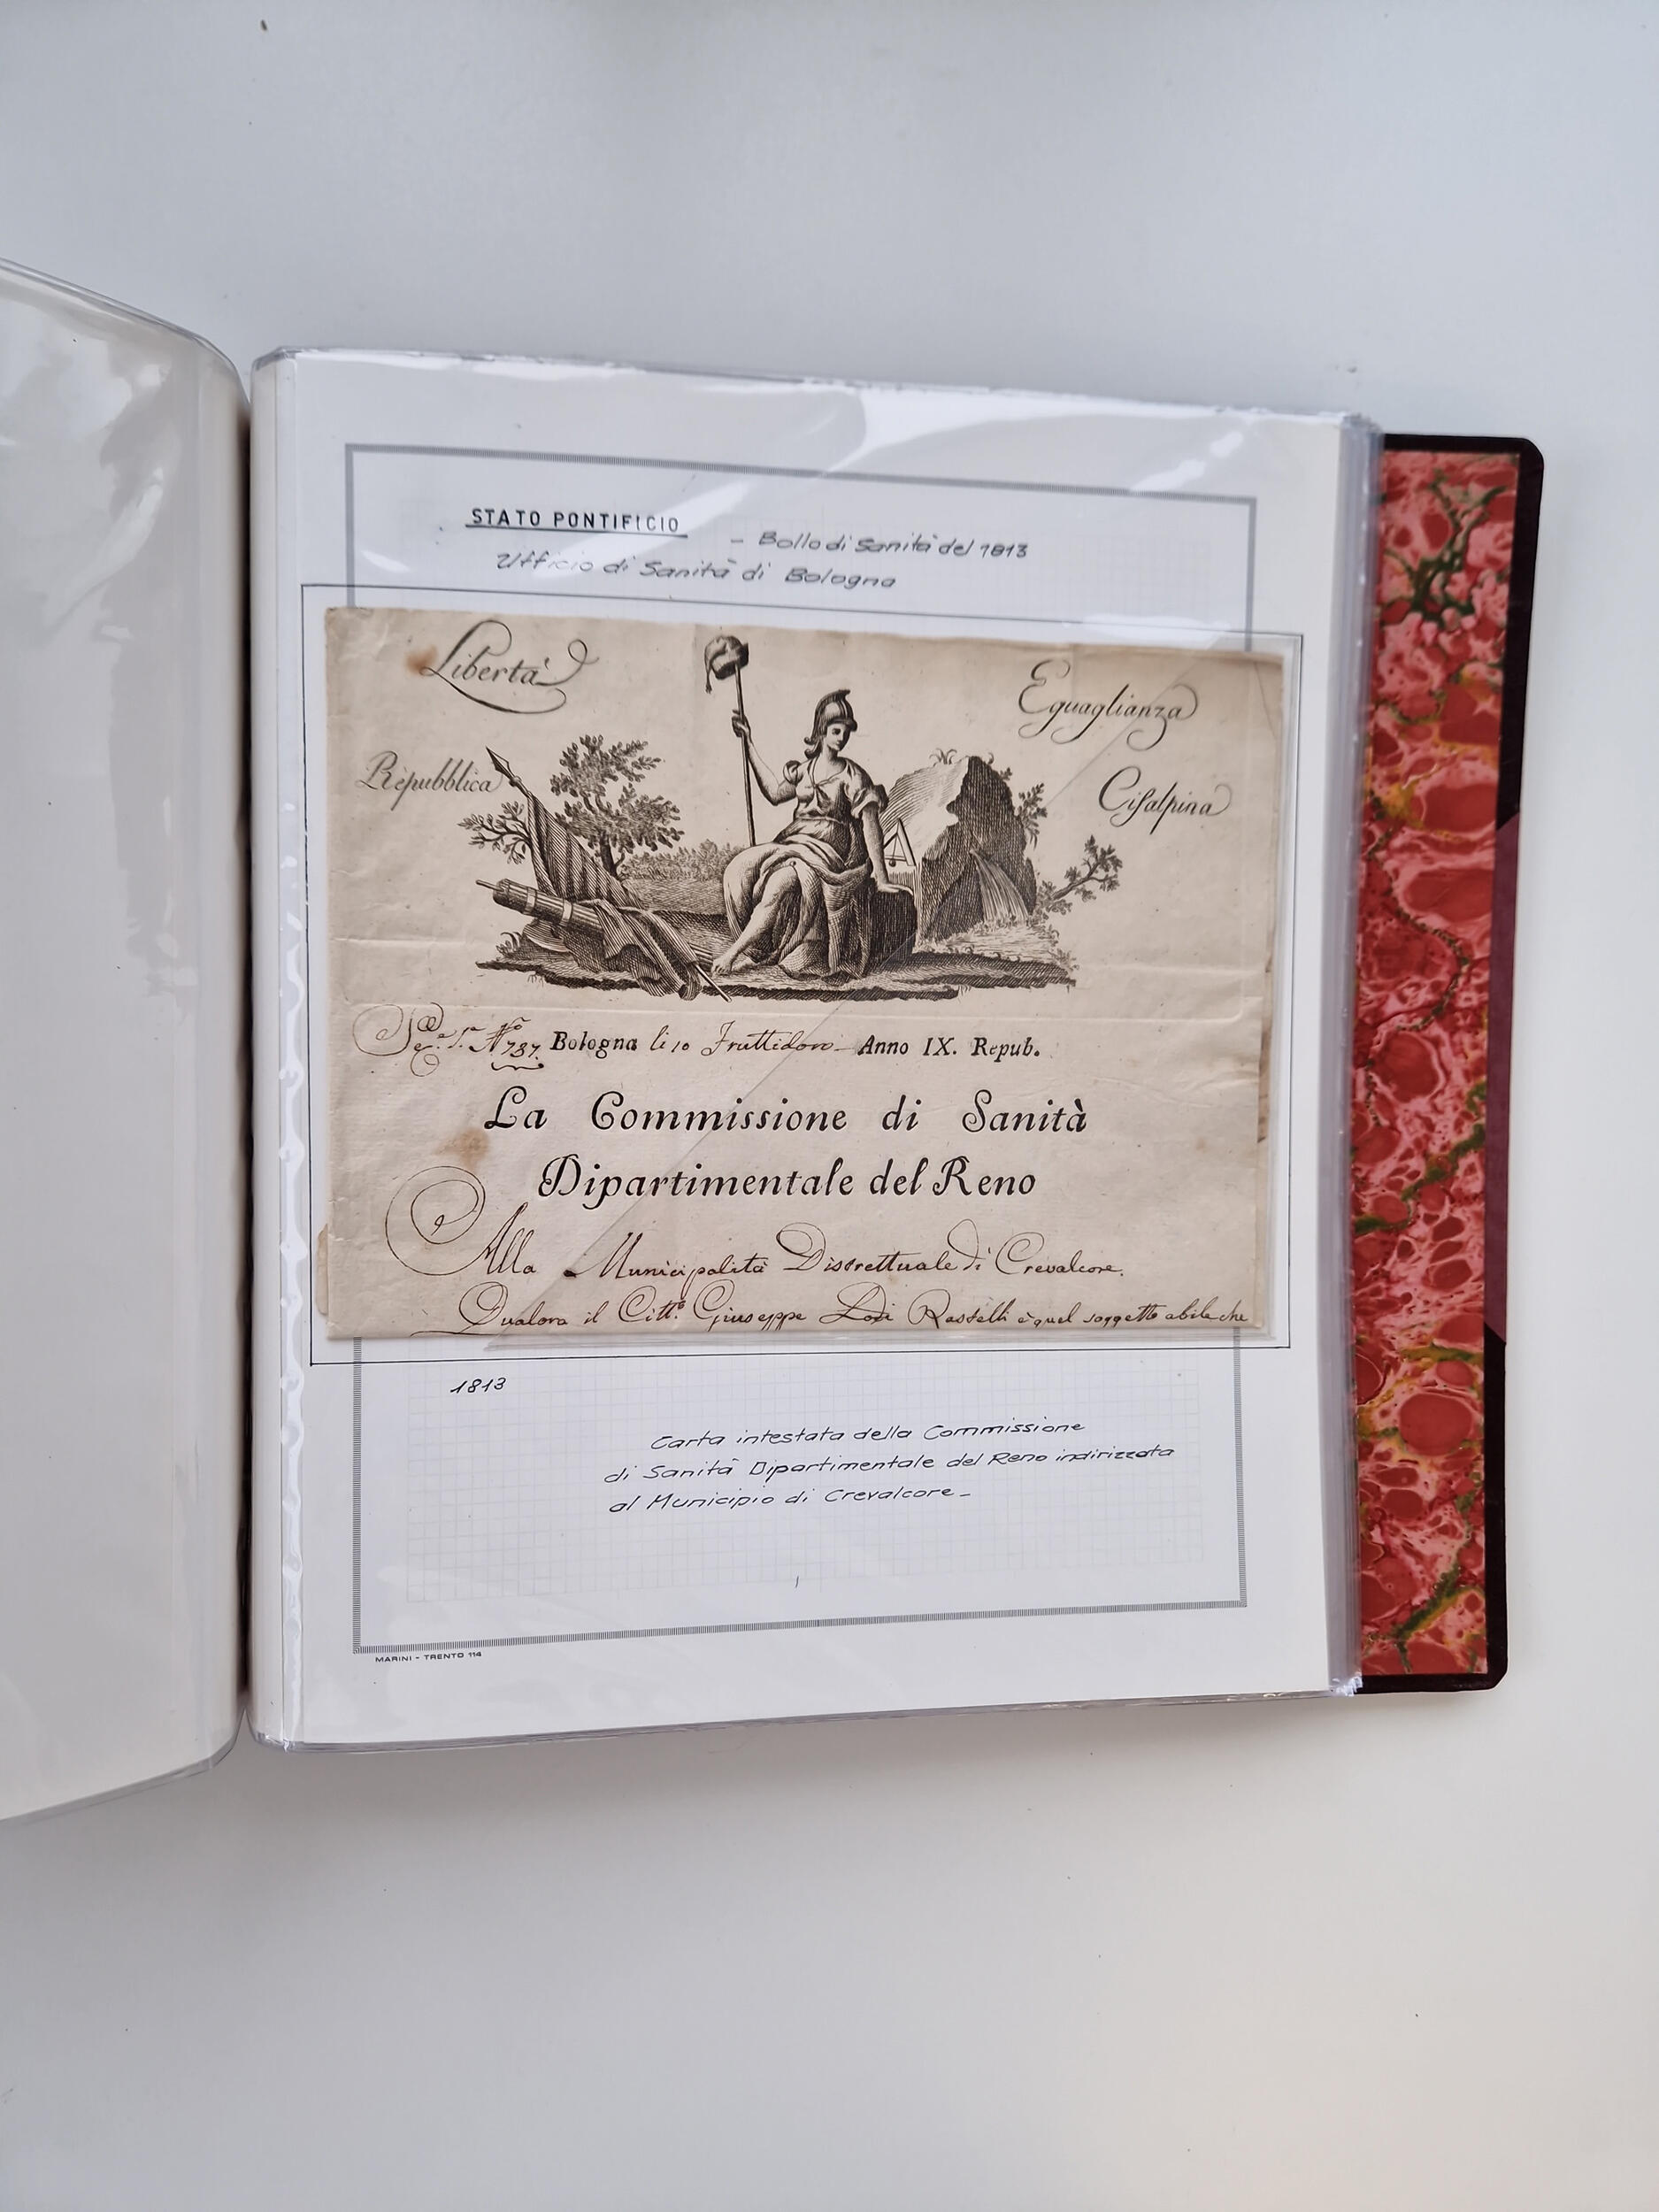 STATO PONTIFICIO - Bollo di Sanità del 1813
Ufficio di Sanità di Bologna
Libertà Eguaglianza
Repubblica Cisalpina
N.º 737. Bologna li 10 Fruttidoro Anno IX. Repub.
La Commissione di Sanità
Dipartimentale del Reno
Alla Municipalità Distrettuale di Crevalcore.
Qualora il Citt.º Giuseppe Lodi è quel soggetto abile che
1813
Carta intestata della Commissione
di Sanità Dipartimentale del Reno indirizzata
al Municipio di Crevalcore -
MARINI - TRENTO 114